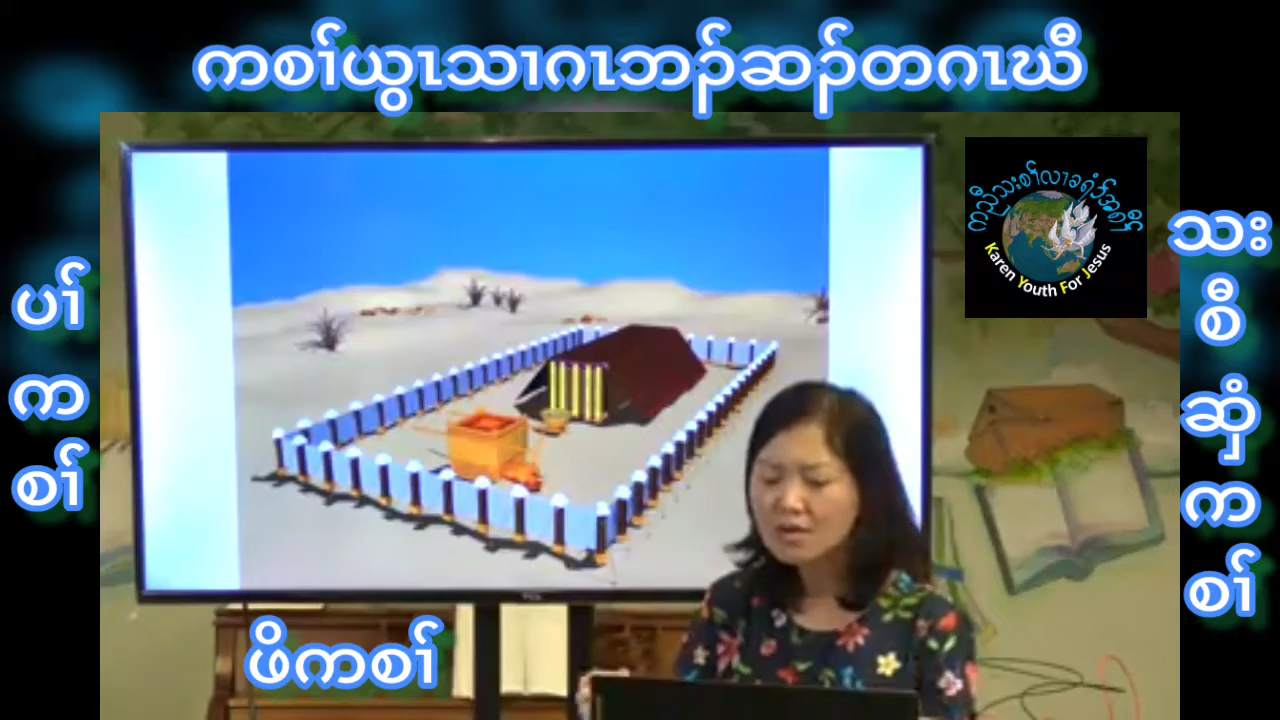 ကစၢ်ယွၤသၢဂၤဘၣ်ဆၣ်တဂၤဃီ
ပၢ်
က
စၢ်
သး
စီ
ဆှံ
က
စၢ်
ဖိကစၢ်
Karen Youth For Jesus